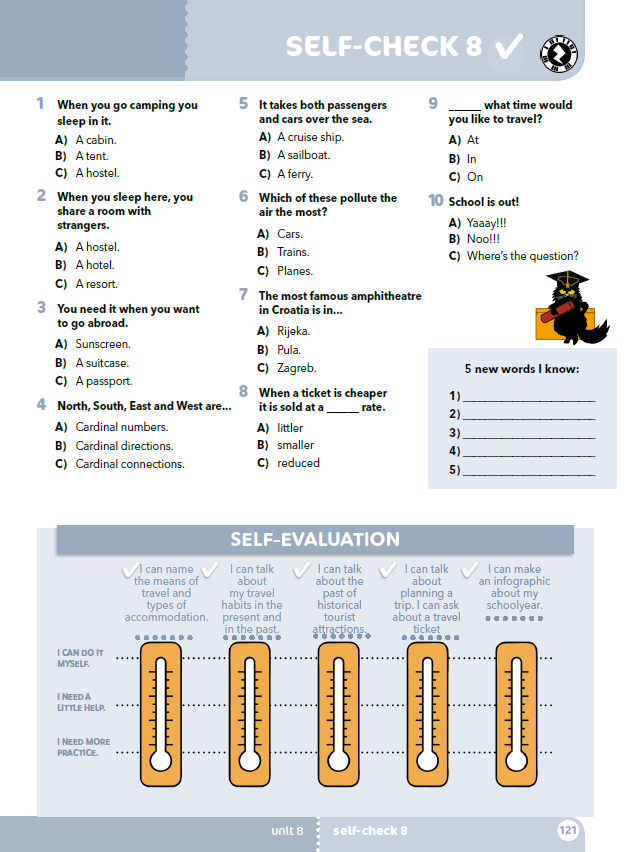 SELF-CHECK 8
1 When you go camping you
sleep in it.
A) A cabin.
B) A tent.
C) A hostel.
2 When you sleep here, you
share a room with
strangers.
A) A hostel.
B) A hotel.
C) A resort.
3 You need it when you want
to go abroad.
A) Sunscreen.
B) A suitcase.
C) A passport.
4 North, South, East and West are...
A) Cardinal numbers.
B) Cardinal directions.
C) Cardinal connections.
5 It takes both passengers
and cars over the sea.
A) A cruise ship.
B) A sailboat.
C) A ferry.
6 Which of these pollute the
air the most?
A) Cars.
B) Trains.
C) Planes.
7 The most famous amphitheatre
in Croatia is in...
A) Rijeka.
B) Pula.
C) Zagreb.
8 When a ticket is cheaper
it is sold at a _____ rate.
A) littler
B) smaller
C) reduced
9 _____ what time would
you like to travel?
A) At
B) In
C) On
10 School is out!
A) Yaaay!!!
B) Noo!!!
C) Where's the question?
5 new words I know:
1)
2)
3)
4)
5)
SELF-EVALUATION
I can name
the means of
travel and
types of
accommodation.
I can talk
about
my travel
habits in the
present and
in the past.
I can talk
about the
past of
historical
tourist
attractions.
I can talk
about
planning a
trip. I can ask
about a travel
ticket
I can make
an infographic
about my
schoolyear.
I CAN DO IT
MYSELF.
I NEED A
LITTLE HELP.
I NEED MORE
PRACTICE.
unit 8
self-check 8
121